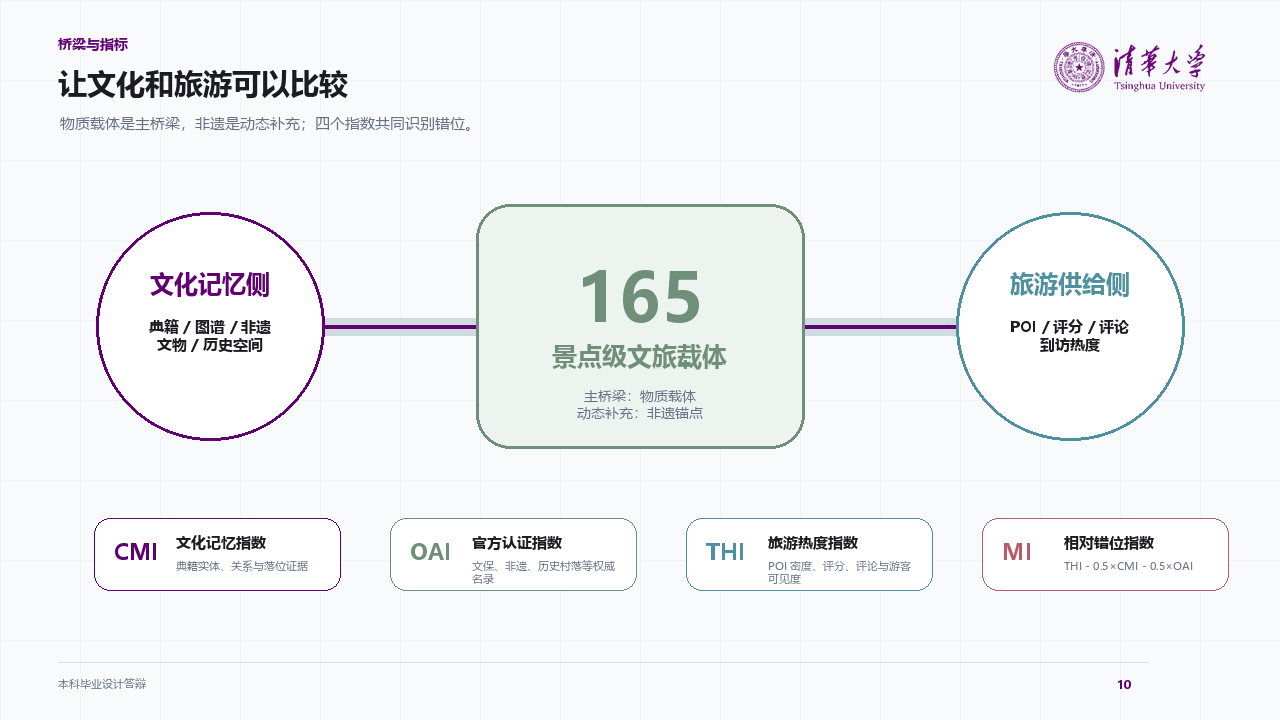 桥梁与指标
让文化和旅游可以比较
物质载体是主桥梁，非遗是动态补充；四个指数共同识别错位。
清華大学
Tsinghua University
文化记忆侧
典籍 / 图谱 / 非遗
文物 / 历史空间
165
景点级文旅载体
主桥梁：物质载体
动态补充：非遗锚点
旅游供给侧
POI / 评分 / 评论
到访热度
CMI
文化记忆指数
典籍实体、关系与落位证据
OAI
官方认证指数
文保、非遗、历史村落等权威
名录
THI
旅游热度指数
POI 密度、评分、评论与游客
可见度
MI
相对错位指数
THI - 0.5×CMI - 0.5×OAI
本科毕业设计答辩
10